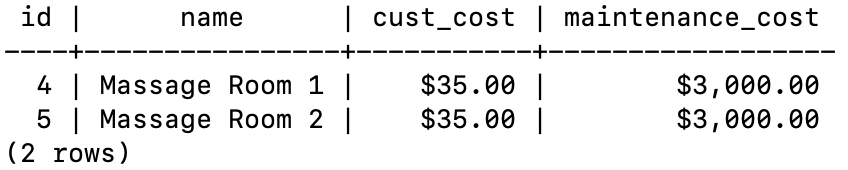 id |      name      | cust_cost | maintenance_cost
----+----------------+-----------+------------------
  4 | Massage Room 1 |    $35.00 |        $3,000.00
  5 | Massage Room 2 |    $35.00 |        $3,000.00
(2 rows)